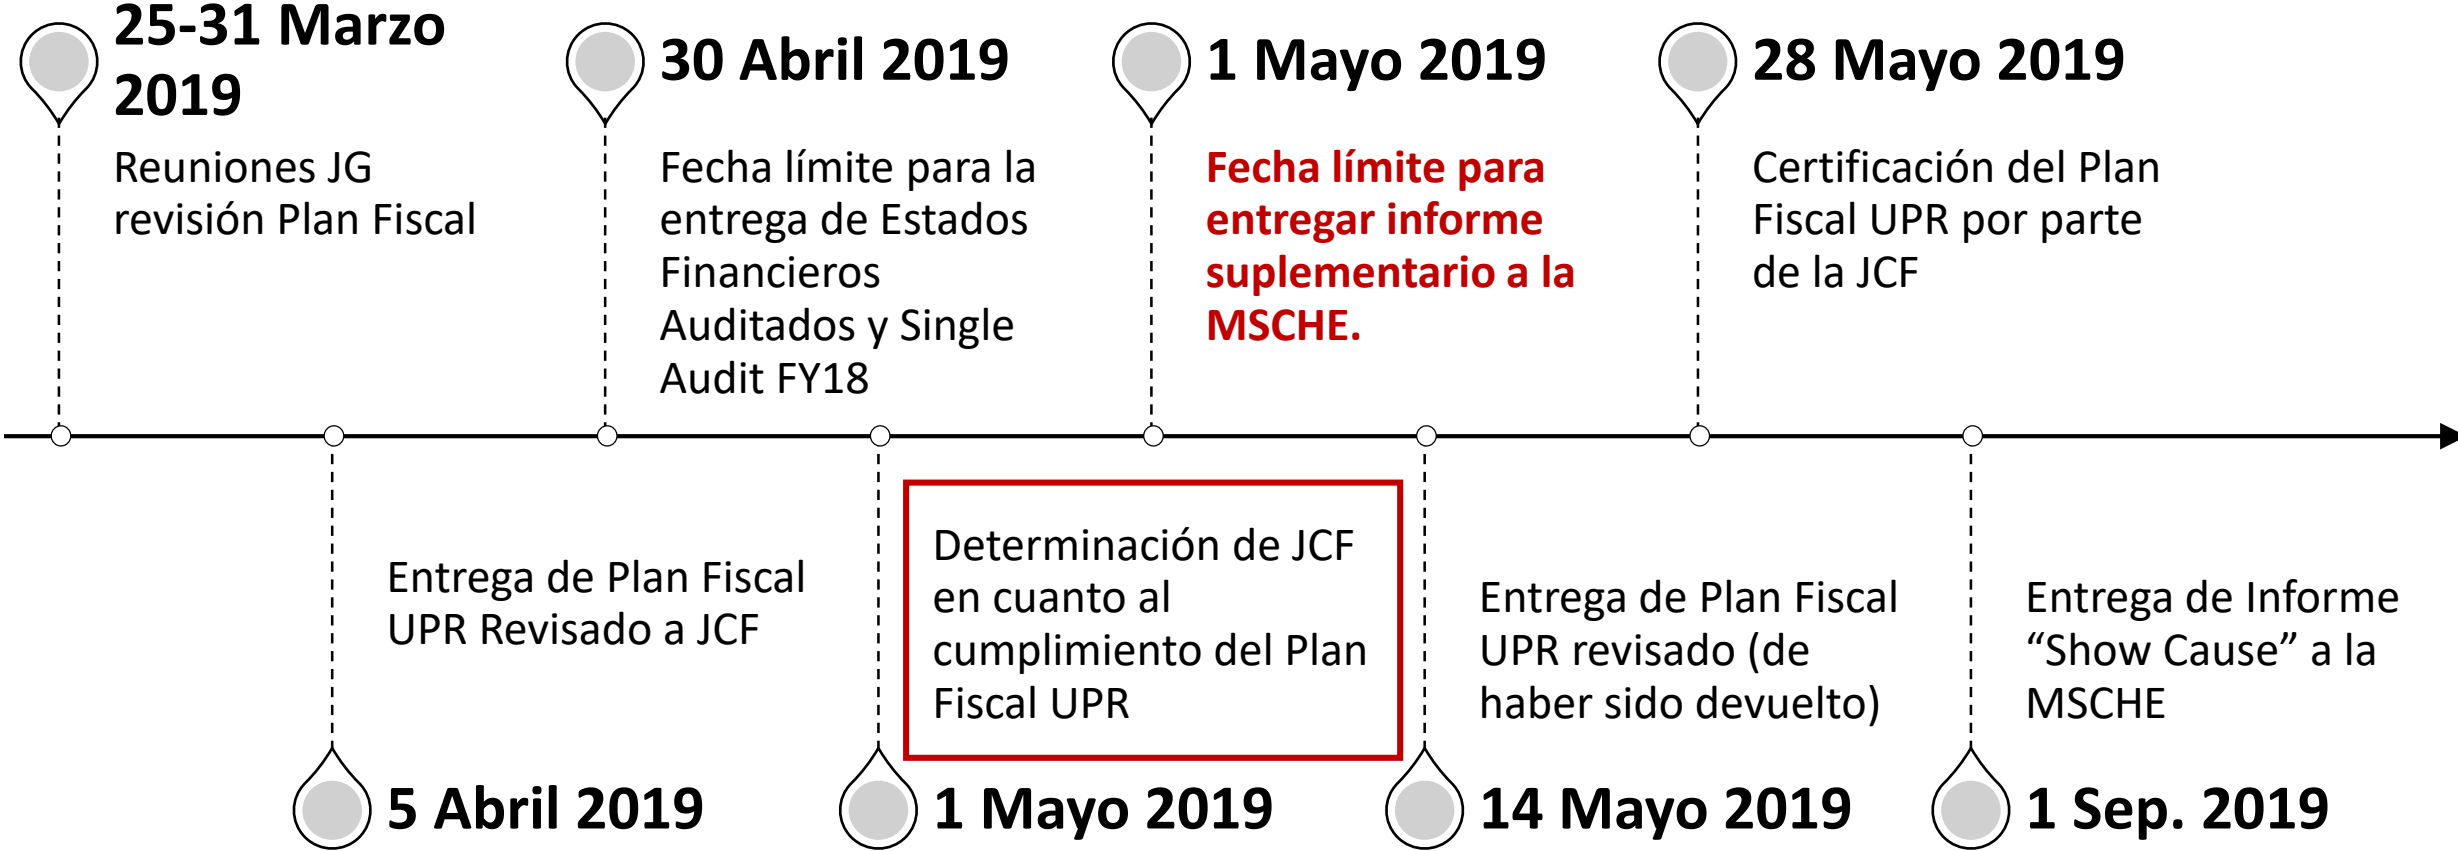 25-31 Marzo
2019
Reuniones JG
revisión Plan Fiscal
30 Abril 2019
Fecha límite para la
entrega de Estados
Financieros
Auditados y Single
Audit FY18
1 Mayo 2019
Fecha límite para
entregar informe
suplementario a la
MSCHE.
28 Mayo 2019
Certificación del Plan
Fiscal UPR por parte
de la JCF
Entrega de Plan Fiscal
UPR Revisado a JCF
5 Abril 2019
Determinación de JCF
en cuanto al
cumplimiento del Plan
Fiscal UPR
1 Mayo 2019
Entrega de Plan Fiscal
UPR revisado (de
haber sido devuelto)
14 Mayo 2019
Entrega de Informe
“Show Cause” a la
MSCHE
1 Sep. 2019